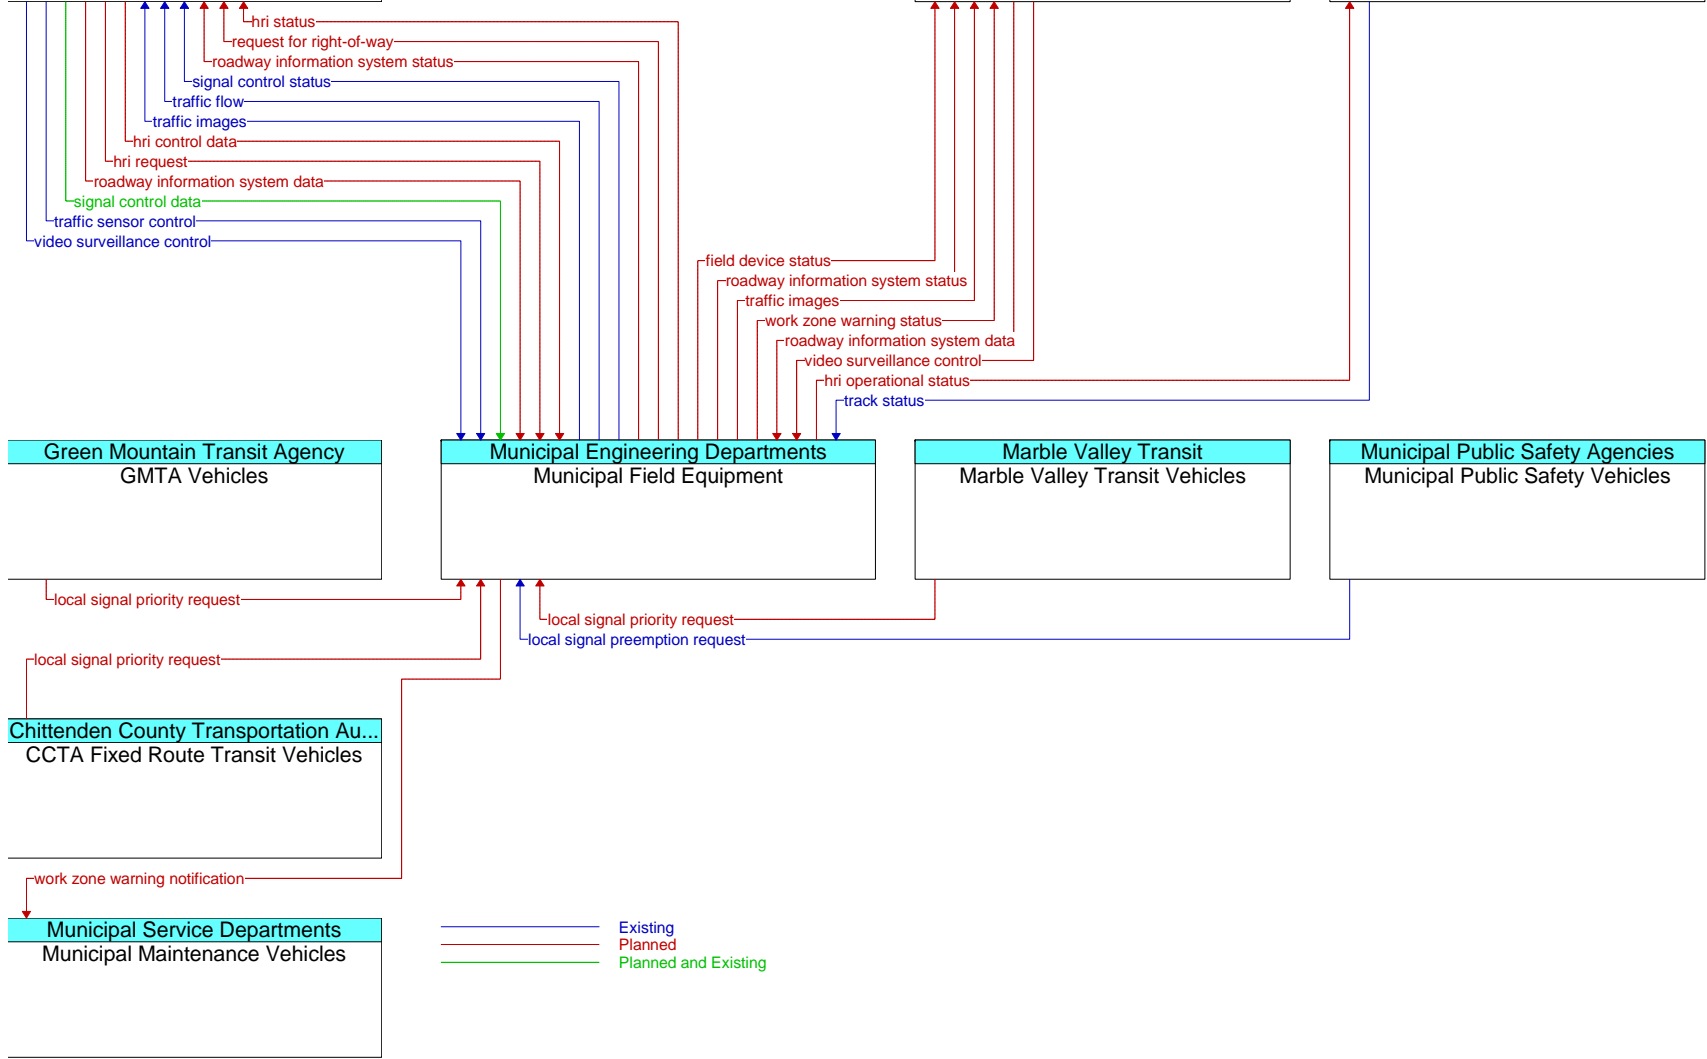 hri status
request for right-of-way
roadway information system status
signal control status
traffic flow
traffic images
hri control data
hri request
roadway information system data
signal control data
traffic sensor control
video surveillance control
field device status
roadway information system status
traffic images
work zone warning status
roadway information system data
video surveillance control
hri operational status
track status
Green Mountain Transit Agency
GMTA Vehicles
Municipal Engineering Departments
Municipal Field Equipment
Marble Valley Transit
Marble Valley Transit Vehicles
Municipal Public Safety Agencies
Municipal Public Safety Vehicles
local signal priority request
local signal priority request
local signal preemption request
local signal priority request
Chittenden County Transportation Au...
CCTA Fixed Route Transit Vehicles
work zone warning notification
Municipal Service Departments
Municipal Maintenance Vehicles
Existing
Planned
Planned and Existing